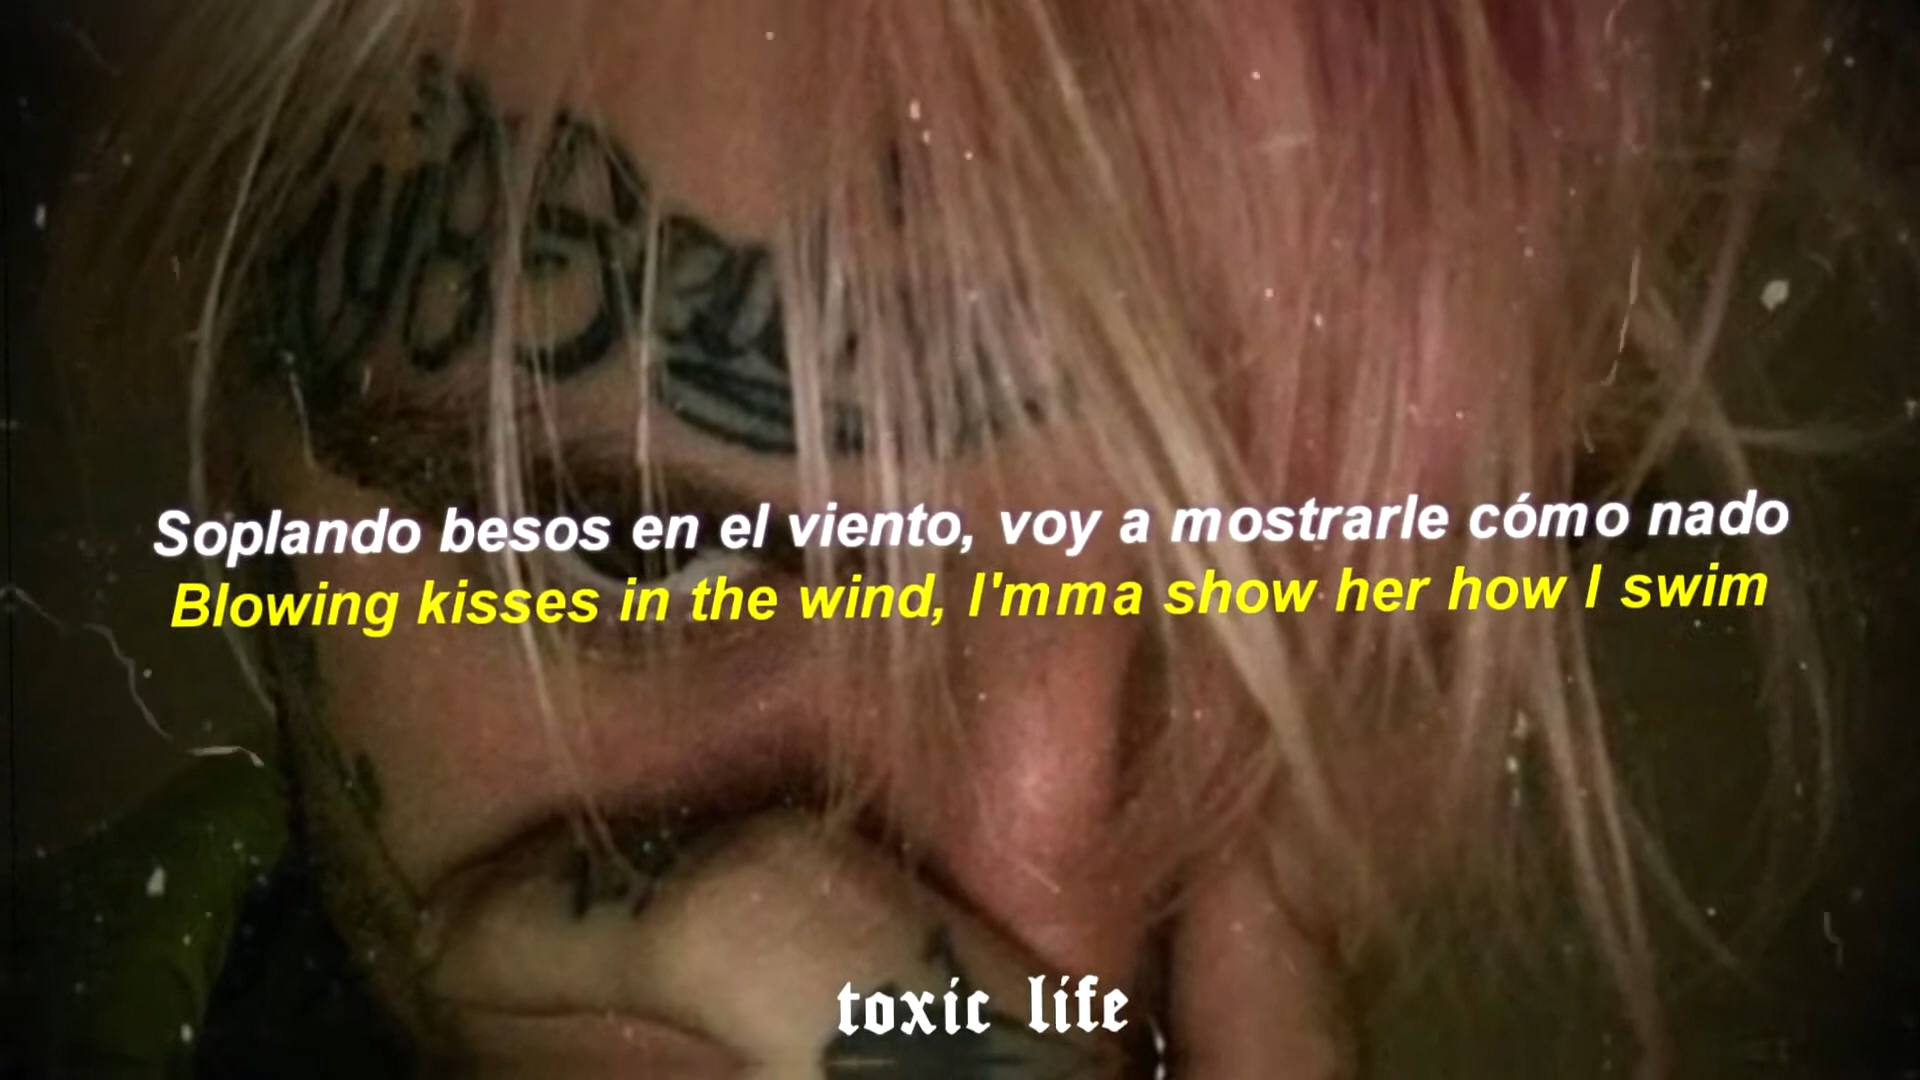 Soplando besos en el viento, voy a mostrarle cómo nado
Blowing kisses in the wind, I'mma show her how I swim
toxic life